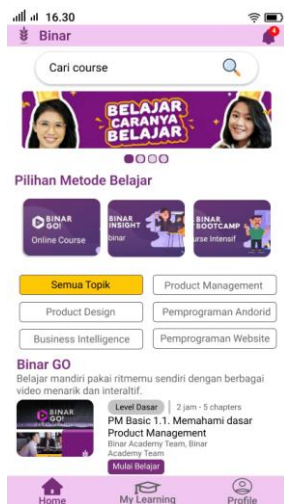 16.30
Binar
4
Cari course
BELAJAR
CARANYA
BELAJAR
Pilihan Metode Belajar
BINAR
GO!
Online Course
BINAR
INSIGHT
binar
BINAR
BOOTCAMP
urse Intensif
Semua Topik
Product Management
Product Design
Pemprograman Andorid
Business Intelligence
Pemprograman Website
Binar GO
Belajar mandiri pakai ritmemu sendiri dengan berbagai
video menarik dan interaltif.
BINAR
GO!
Level Dasar
2 jam - 5 chapters
PM Basic 1.1. Memahami dasar
Product Management
Binar Academy Team, Binar
Academy Team
Mulai Belajar
Home
My Learning
Profile